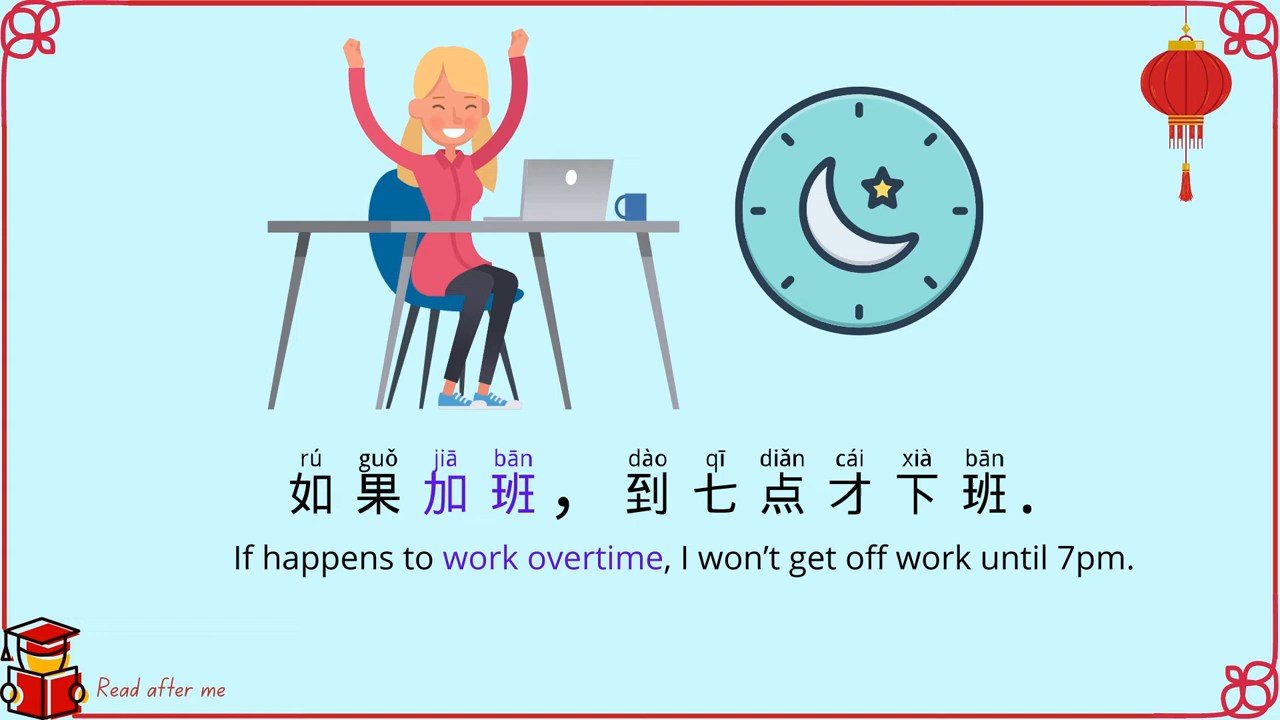 rú guǒ jiā bān dào qī diǎn cái xià bān
如果加班，到七点才下班.
If happens to work overtime, I won’t get off work until 7pm.
Read after me